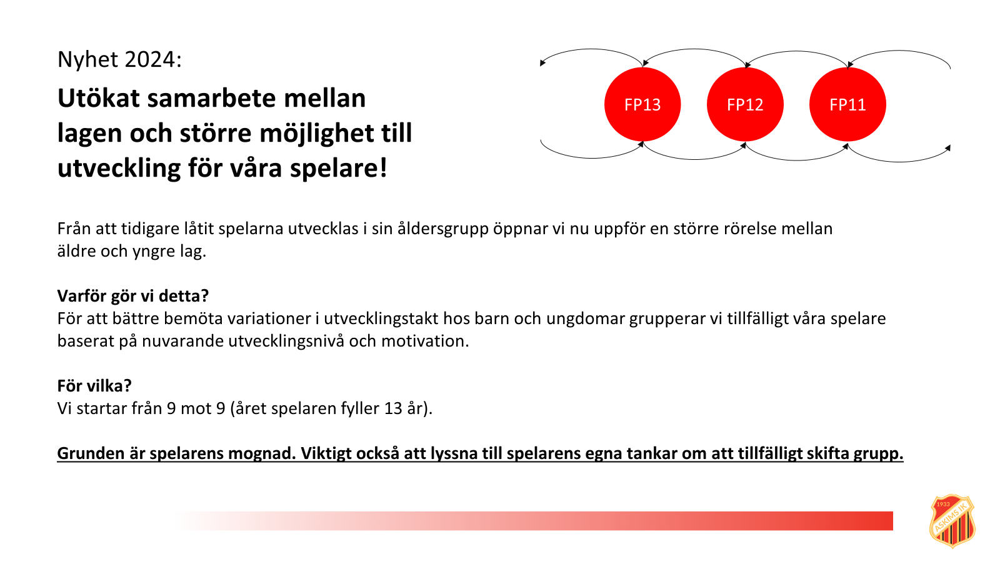 Nyhet 2024:
Utökat samarbete mellan
lagen och större möjlighet till
utveckling för våra spelare!
FP13
FP12
FP11
Från att tidigare låtit spelarna utvecklas i sin åldersgrupp öppnar vi nu uppför en större rörelse mellan
äldre och yngre lag.
Varför gör vi detta?
För att bättre bemöta variationer i utvecklingstakt hos barn och ungdomar grupperar vi tillfälligt våra spelare
baserat på nuvarande utvecklingsnivå och motivation.
För vilka?
Vi startar från 9 mot 9 (året spelaren fyller 13 år).
Grunden är spelarens mognad. Viktigt också att lyssna till spelarens egna tankar om att tillfälligt skifta grupp.
1933
ASKIMS IK